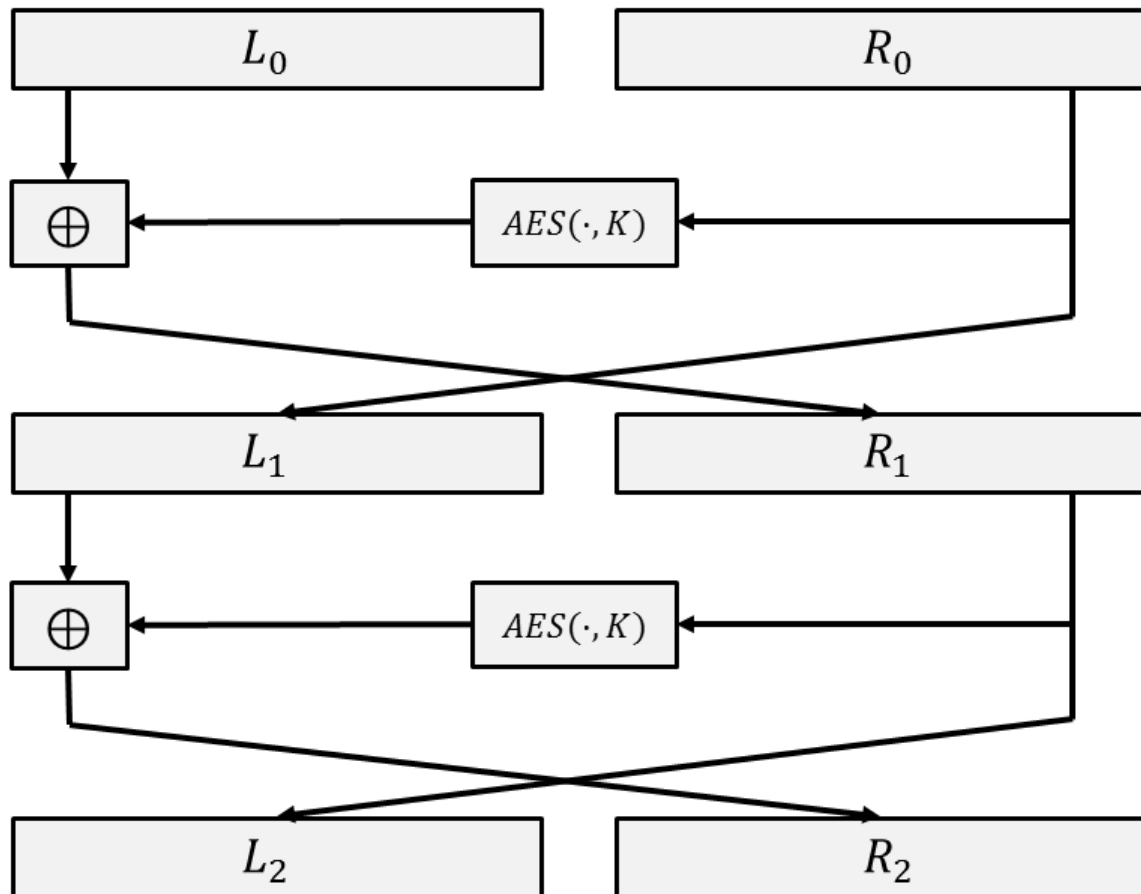 L₀ R₀
⊕ AES(·, K)
L₁ R₁
⊕ AES(·, K)
L₂ R₂